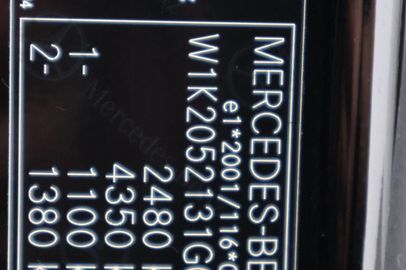 MERCEDES-BE
e1*2001/116*0
W1K2052131G
2480 K
4350 K
1- 1100 K
2- 1380 K